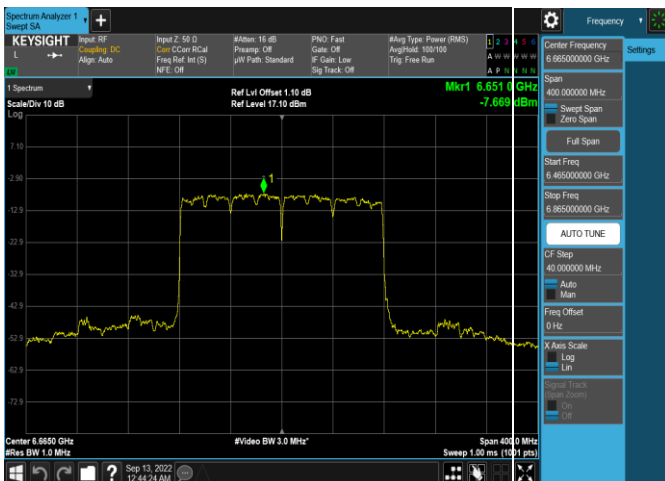 Spectrum Analyzer 1
Swept SA
+
Frequency
KEYSIGHT
L
Input: RF
Coupling: DC
Align: Auto
Input Z: 50 Ω
Corr CCorr RCal
Freq Ref: Int (S)
NFE: Off
#Atten: 16 dB
Preamp: Off
µW Path: Standard
PNO: Fast
Gate: Off
IF Gain: Low
Sig Track: Off
#Avg Type: Power (RMS)
Avg|Hold: 100/100
Trig: Free Run
1 2 3 4 5 6
A W W W W W
A P N N N N
1 Spectrum
Scale/Div 10 dB
Log
Ref Lvl Offset 1.10 dB
Ref Level 17.10 dBm
Mkr1 6.651 0 GHz
-7.669 dBm
7.10
-2.90
-12.9
-22.9
-32.9
-42.9
-52.9
-62.9
-72.9
1
Center 6.6650 GHz
#Res BW 1.0 MHz
#Video BW 3.0 MHz*
Span 400.0 MHz
Sweep 1.00 ms (1001 pts)
Sep 13, 2022
12:44:24 AM
?
Center Frequency
6.665000000 GHz
Settings
Span
400.000000 MHz
Swept Span
Zero Span
Full Span
Start Freq
6.465000000 GHz
Stop Freq
6.865000000 GHz
AUTO TUNE
CF Step
40.000000 MHz
Auto
Man
Freq Offset
0 Hz
X Axis Scale
Log
Lin
Signal Track
(Span Zoom)
On
Off